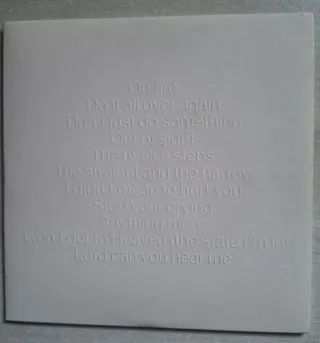 On fire
Do it all over again
Don't just do something
Out of sight
The twelve steps
The straight and the narrow
I didn't mean to hurt you
Stop your crying
Anything more
Won't get to Heaven (the state I'm in)
Lord can you hear me